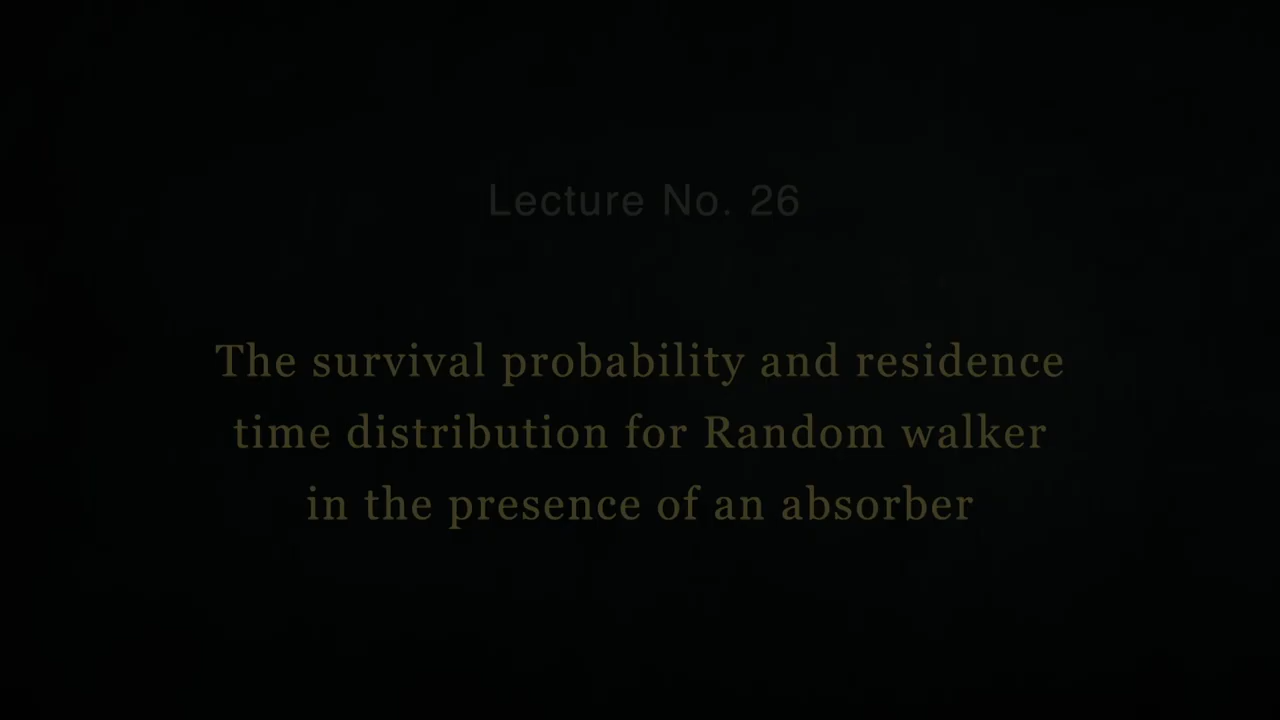 Lecture No. 26
The survival probability and residence
time distribution for Random walker
in the presence of an absorber